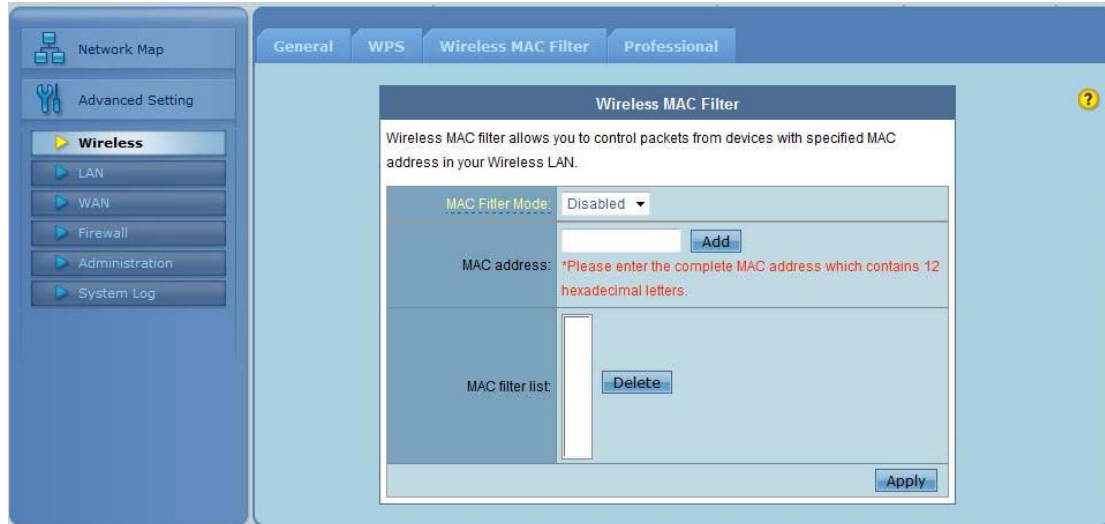 Network Map
Advanced Setting
Wireless
LAN
WAN
Firewall
Administration
System Log
General
WPS
Wireless MAC Filter
Professional
Wireless MAC Filter
Wireless MAC filter allows you to control packets from devices with specified MAC
address in your Wireless LAN.
MAC Fitler Mode: Disabled
MAC address: Add
*Please enter the complete MAC address which contains 12
hexadecimal letters.
MAC filter list: Delete
Apply
?